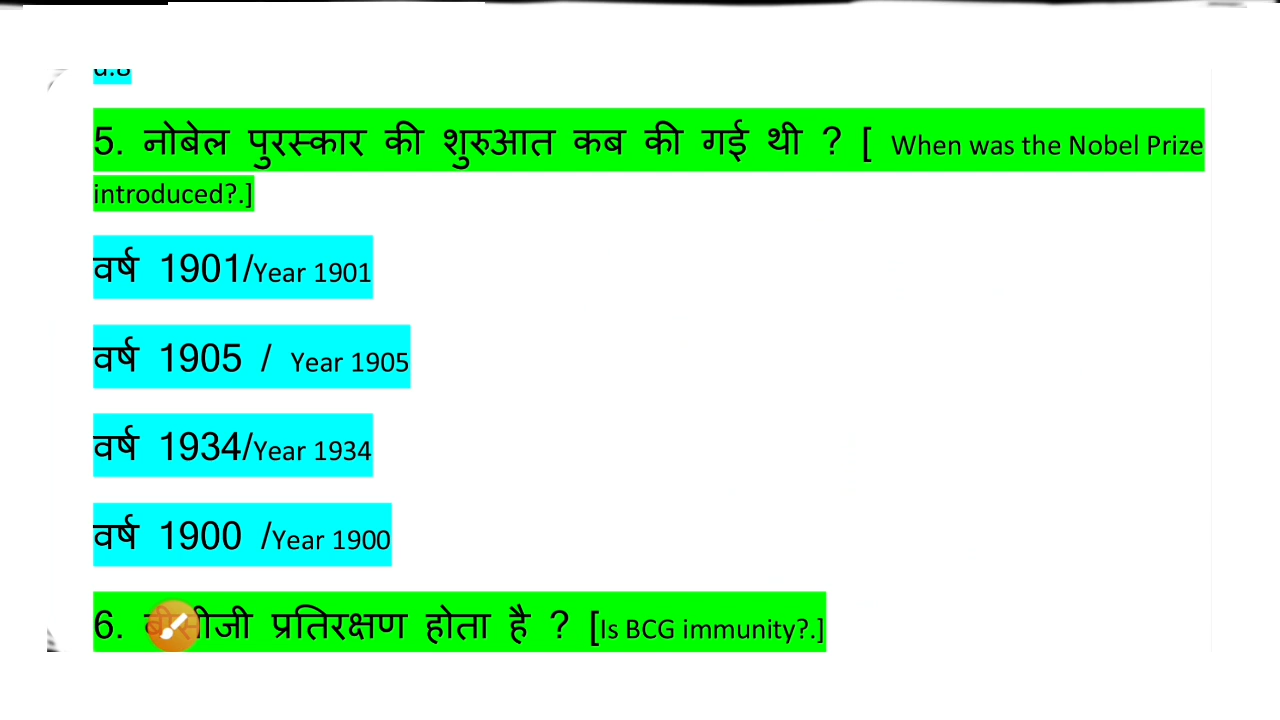 d.8
5. नोबेल पुरस्कार की शुरुआत कब की गई थी ? [ When was the Nobel Prize
introduced?.]
वर्ष 1901/Year 1901
वर्ष 1905 / Year 1905
वर्ष 1934/Year 1934
वर्ष 1900 /Year 1900
6. बीसीजी प्रतिरक्षण होता है ? [Is BCG immunity?.]